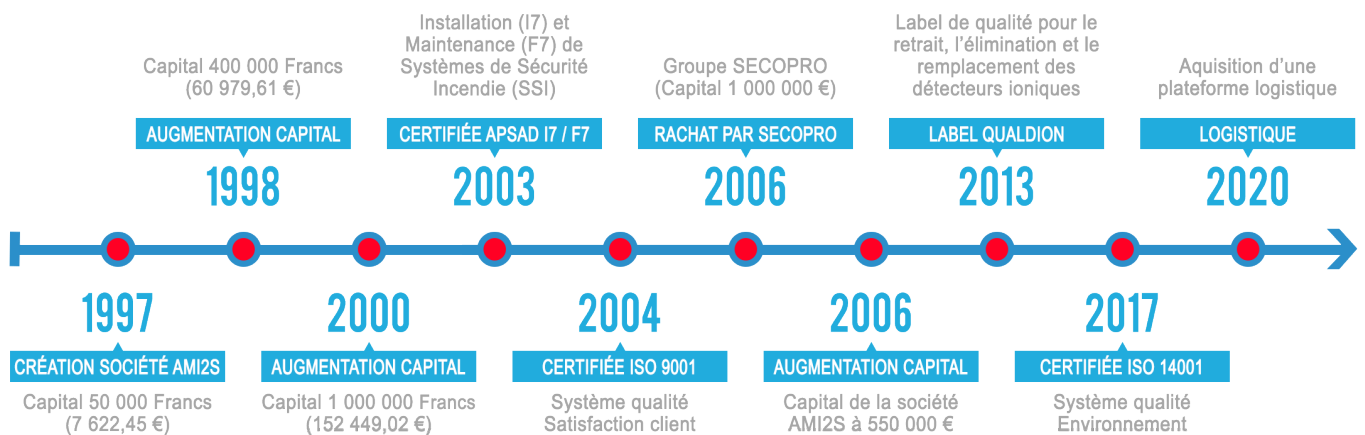 Capital 400 000 Francs
(60 979,61 €)
AUGMENTATION CAPITAL
1998
Installation (I7) et
Maintenance (F7) de
Systèmes de Sécurité
Incendie (SSI)
CERTIFIÉE APSAD I7 / F7
2003
Groupe SECOPRO
(Capital 1 000 000 €)
RACHAT PAR SECOPRO
2006
Label de qualité pour le
retrait, l’élimination et le
remplacement des
détecteurs ioniques
LABEL QUALDION
2013
Aquisition d’une
plateforme logistique
LOGISTIQUE
2020
1997
CRÉATION SOCIÉTÉ AMI2S
Capital 50 000 Francs
(7 622,45 €)
2000
AUGMENTATION CAPITAL
Capital 1 000 000 Francs
(152 449,02 €)
2004
CERTIFIÉE ISO 9001
Système qualité
Satisfaction client
2006
AUGMENTATION CAPITAL
Capital de la société
AMI2S à 550 000 €
2017
CERTIFIÉE ISO 14001
Système qualité
Environnement